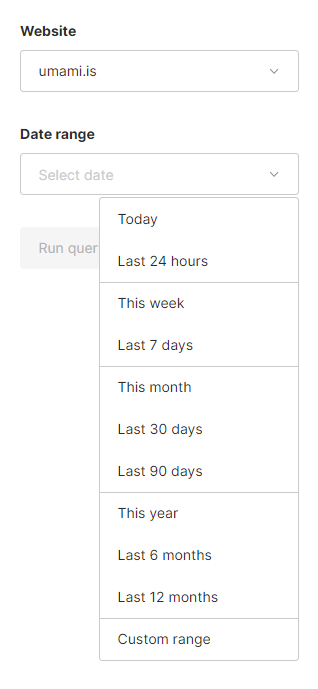 Website
umami.is
Date range
Select date
Run quer
Today
Last 24 hours
This week
Last 7 days
This month
Last 30 days
Last 90 days
This year
Last 6 months
Last 12 months
Custom range